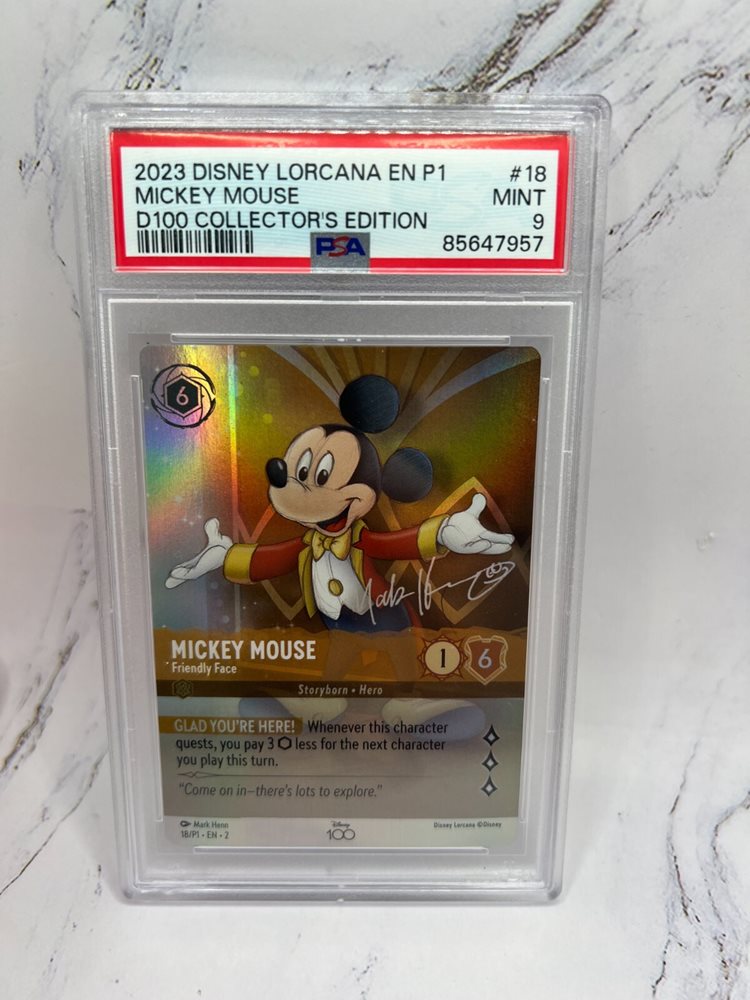 2023 DISNEY LORCANA EN P1 #18
MICKEY MOUSE MINT
D100 COLLECTOR'S EDITION 9
PSA 85647957
6
MICKEY MOUSE
Friendly Face
1 6
Storyborn • Hero
GLAD YOU'RE HERE! Whenever this character
quests, you pay 3 ⬡ less for the next character
you play this turn.
"Come on in—there's lots to explore."
Mark Henn
18/P1 • EN • 2
Disney
100
Disney Lorcana ©Disney